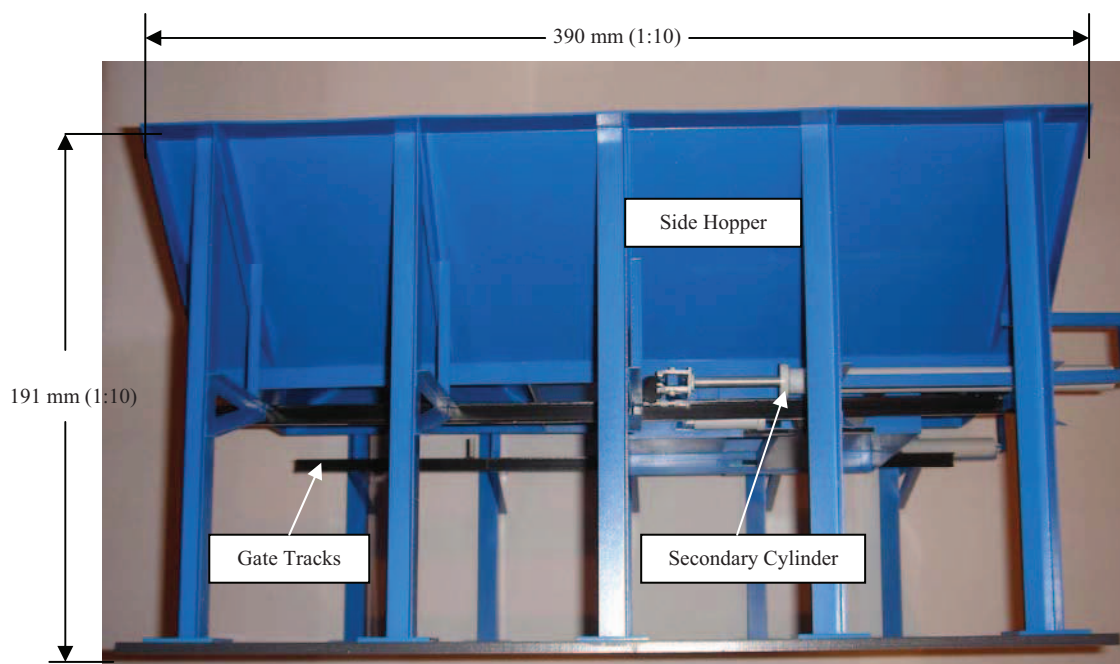 390 mm (1:10)
Side Hopper
191 mm (1:10)
Gate Tracks
Secondary Cylinder